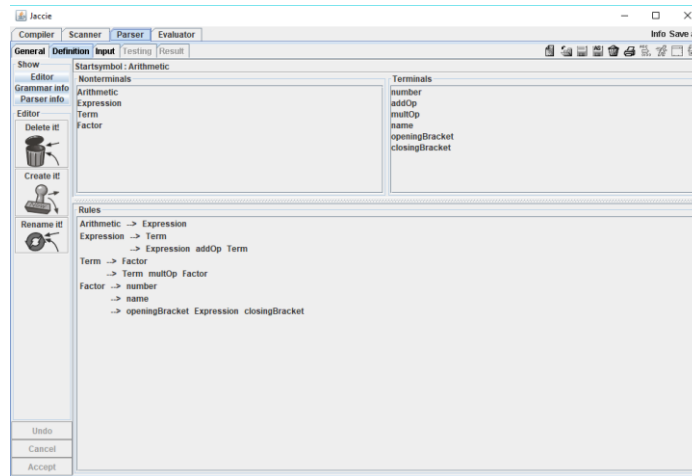 Jaccie
Compiler Scanner Parser Evaluator Info Save
General Definition Input Testing Result
Show
Editor
Grammar info
Parser info
Editor
Delete it!
Create it!
Rename it!
Undo
Cancel
Accept
Startsymbol : Arithmetic
Nonterminals
Arithmetic
Expression
Term
Factor
Terminals
number
addOp
multOp
name
openingBracket
closingBracket
Rules
Arithmetic --> Expression
Expression --> Term
--> Expression addOp Term
Term --> Factor
--> Term multOp Factor
Factor --> number
--> name
--> openingBracket Expression closingBracket